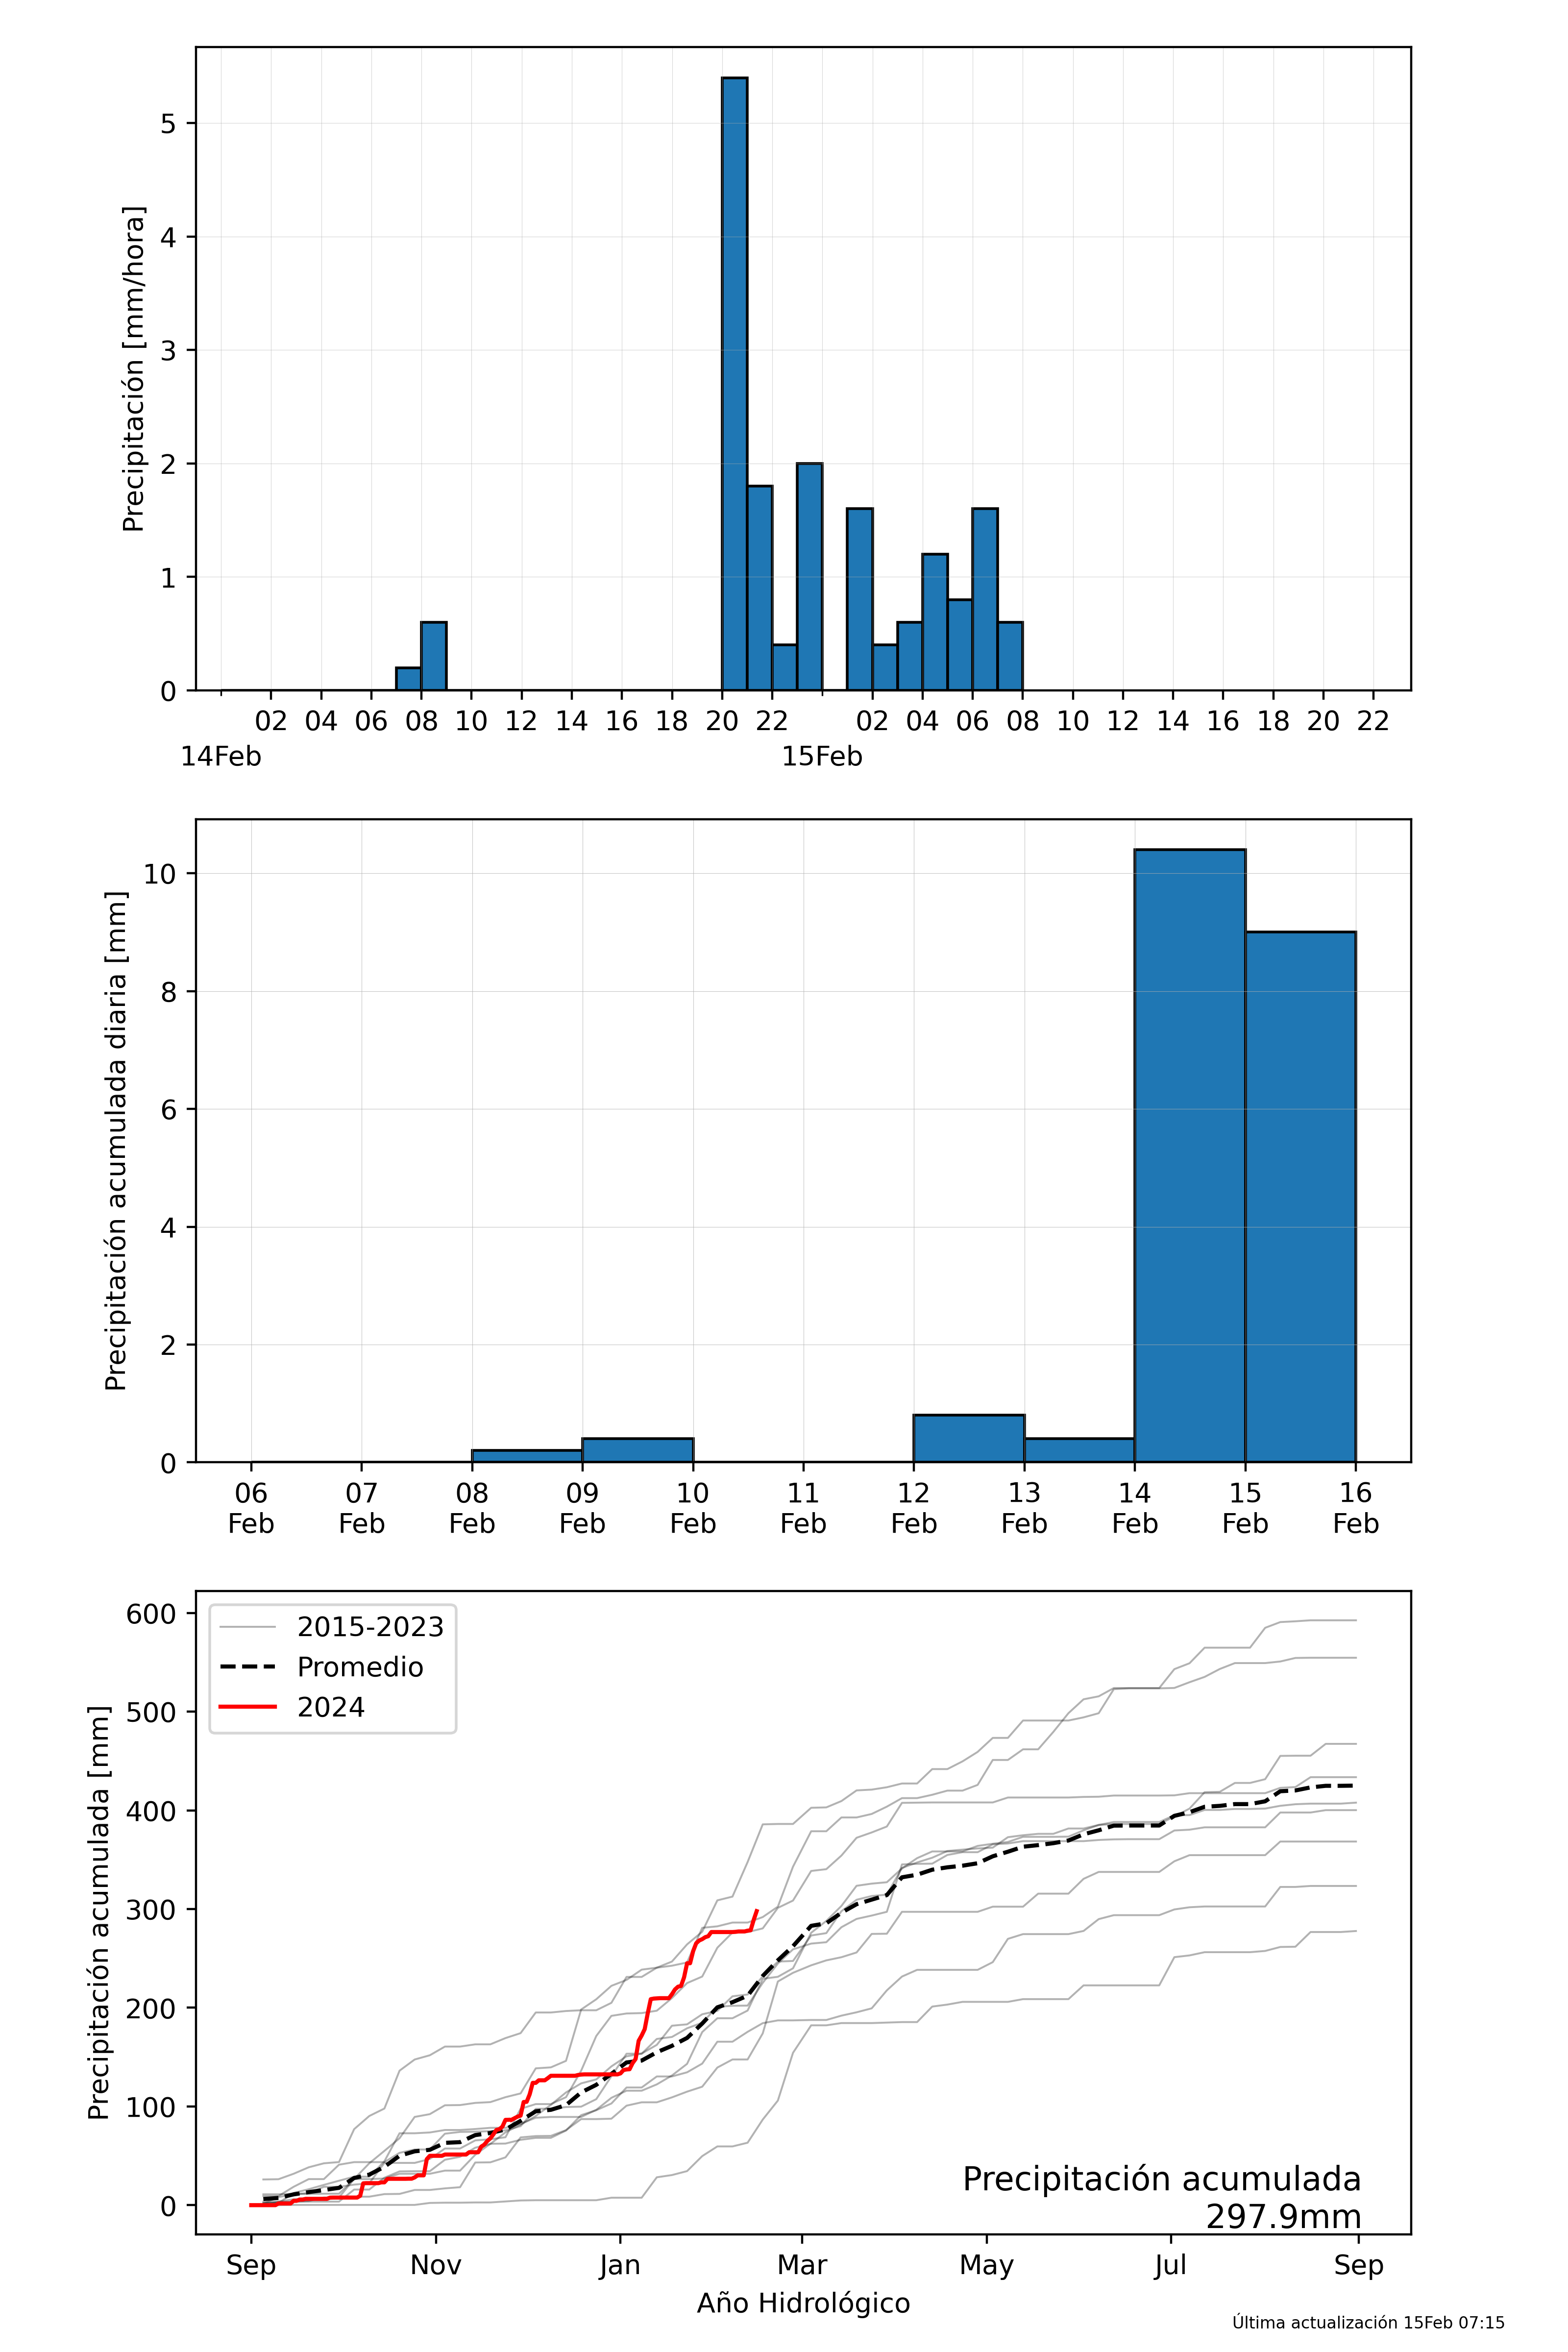 Precipitación [mm/hora]
5
4
3
2
1
0
02 04 06 08 10 12 14 16 18 20 22 02 04 06 08 10 12 14 16 18 20 22
14Feb 15Feb
Precipitación acumulada diaria [mm]
10
8
6
4
2
0
06 07 08 09 10 11 12 13 14 15 16
Feb Feb Feb Feb Feb Feb Feb Feb Feb Feb Feb
Precipitación acumulada [mm]
600
500
400
300
200
100
0
2015-2023
Promedio
2024
Precipitación acumulada
297.9mm
Sep Nov Jan Mar May Jul Sep
Año Hidrológico
Última actualización 15Feb 07:15